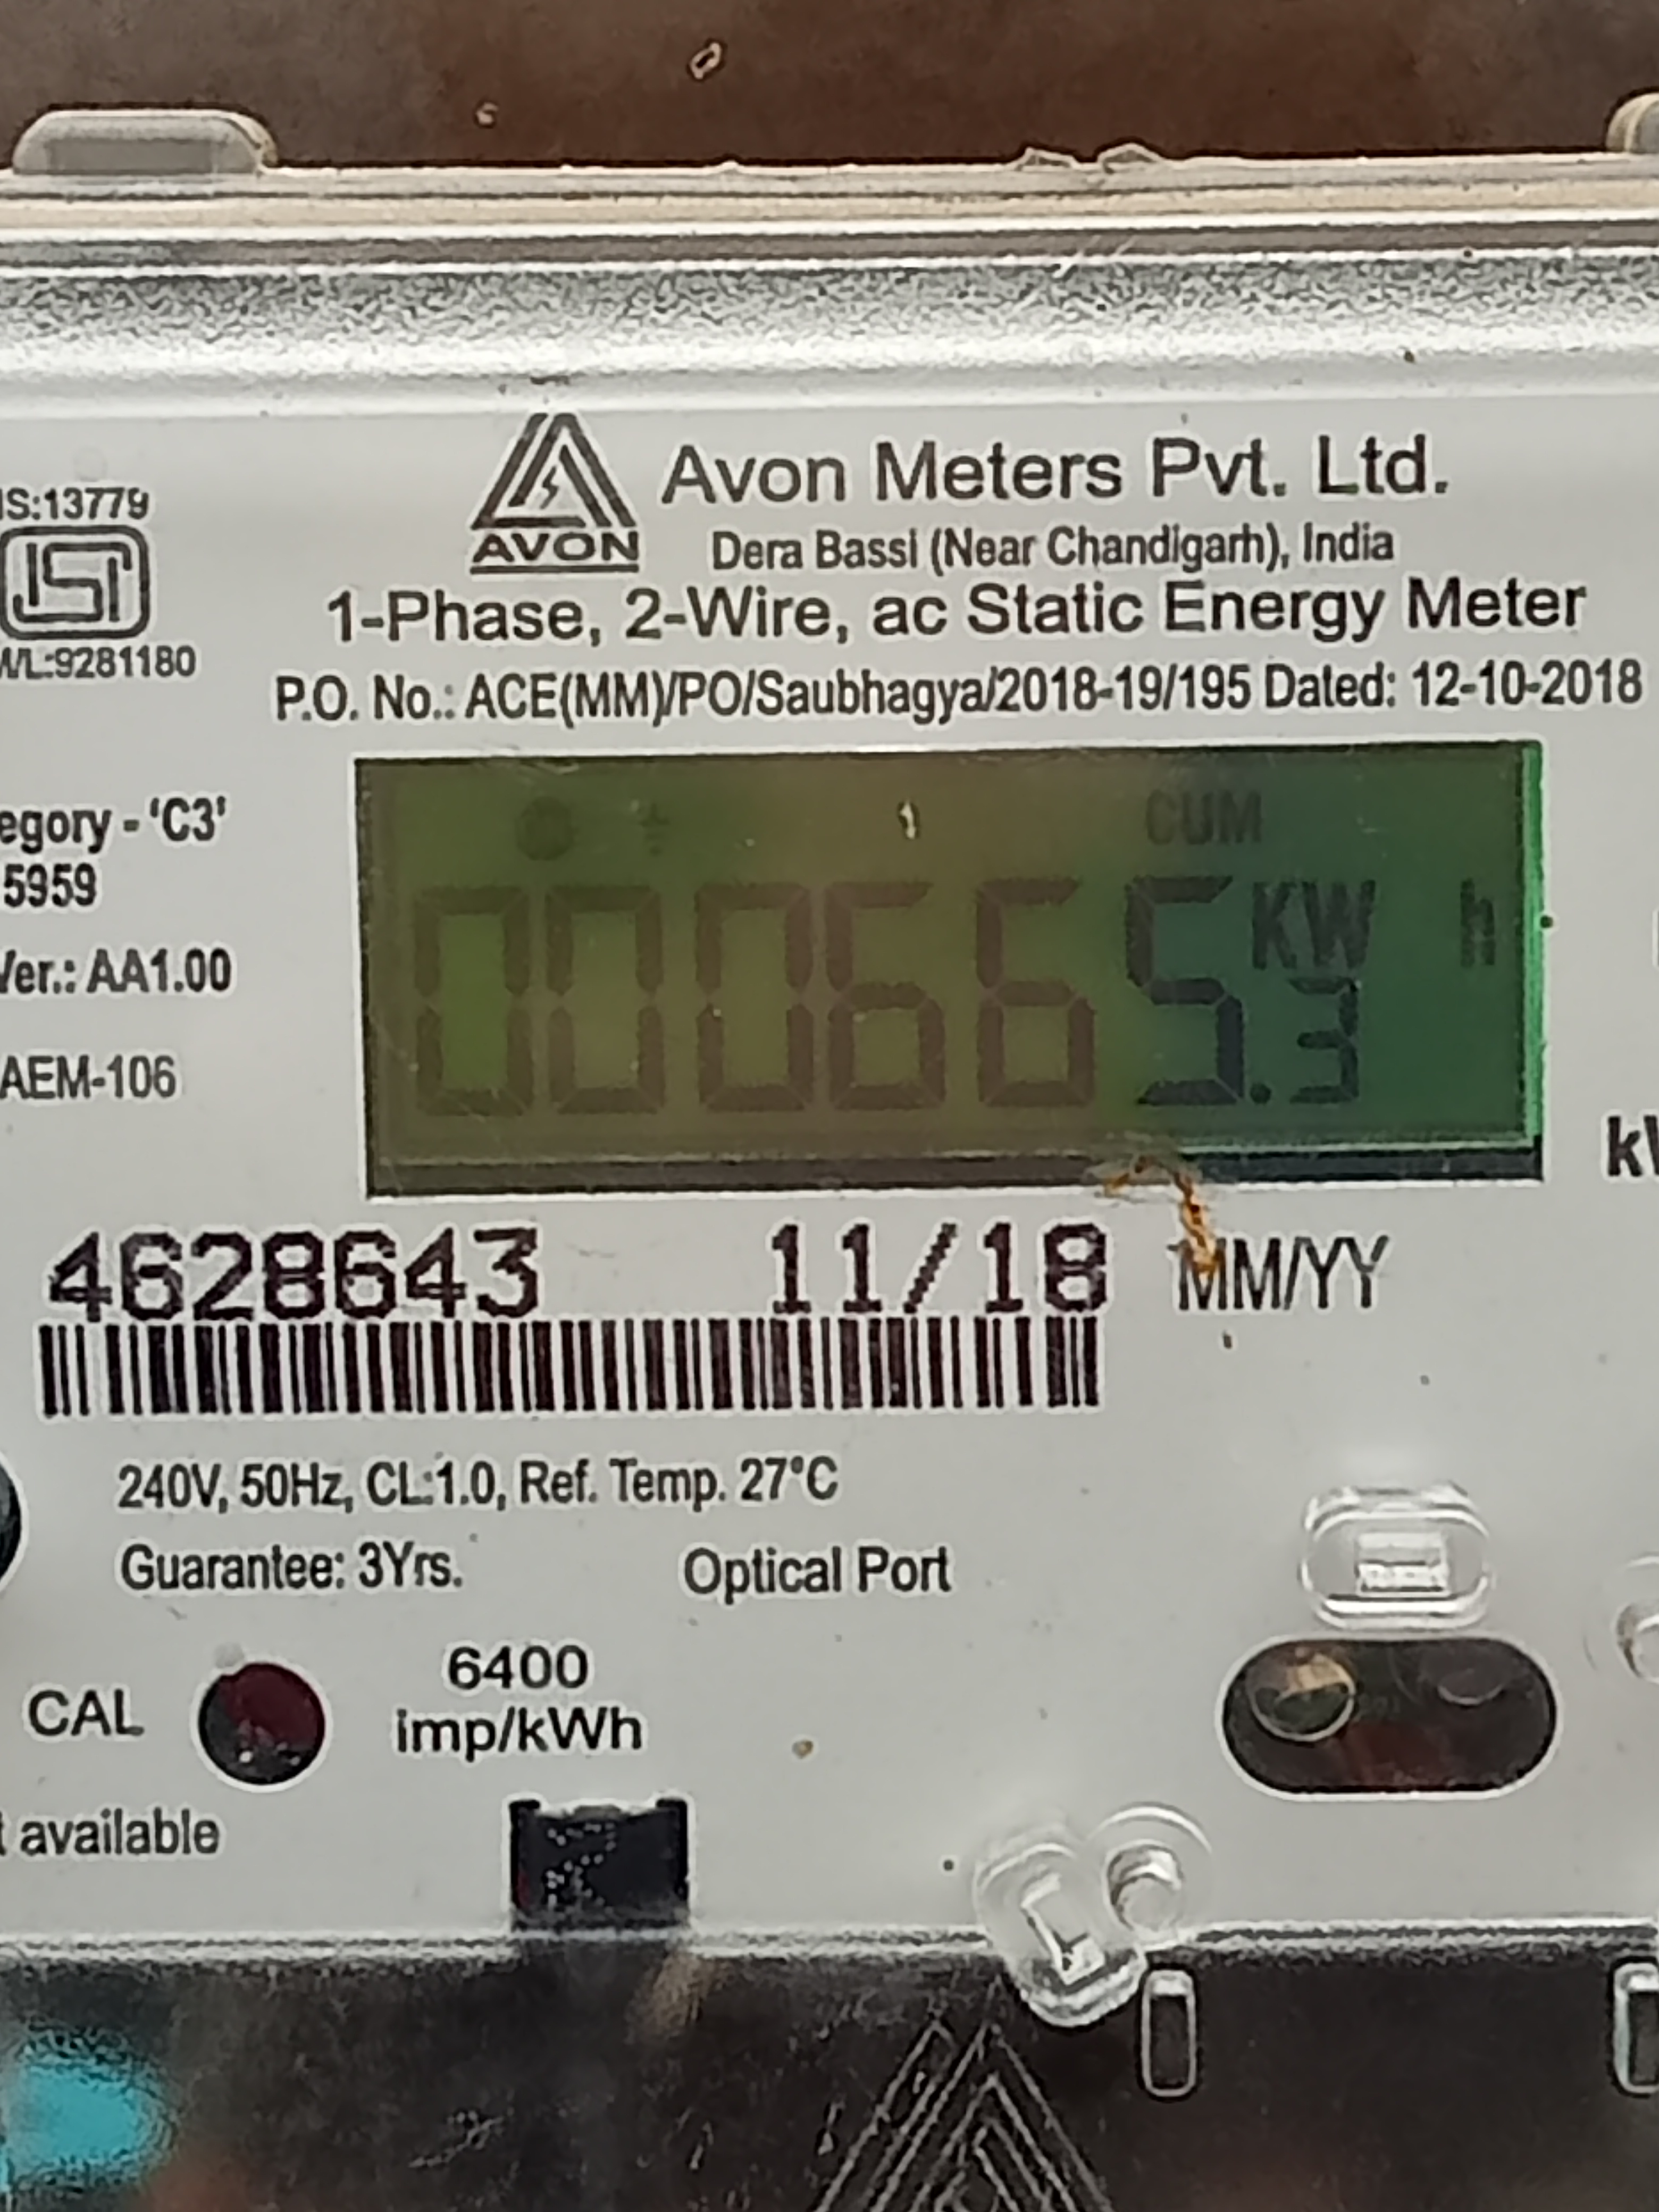 IS:13779
AVON
Avon Meters Pvt. Ltd.
Dera Bassi (Near Chandigarh), India
1-Phase, 2-Wire, ac Static Energy Meter
WL:9281180
P.O. No.: ACE(MM)/PO/Saubhagya/2018-19/195 Dated: 12-10-2018
egory - 'C3'
5959
Ver.: AA1.00
AEM-106
CUM
000665.3 KW h
4628643 11/18 MM/YY
240V, 50Hz, CL:1.0, Ref. Temp. 27°C
Guarantee: 3Yrs. Optical Port
CAL
6400
imp/kWh
t available